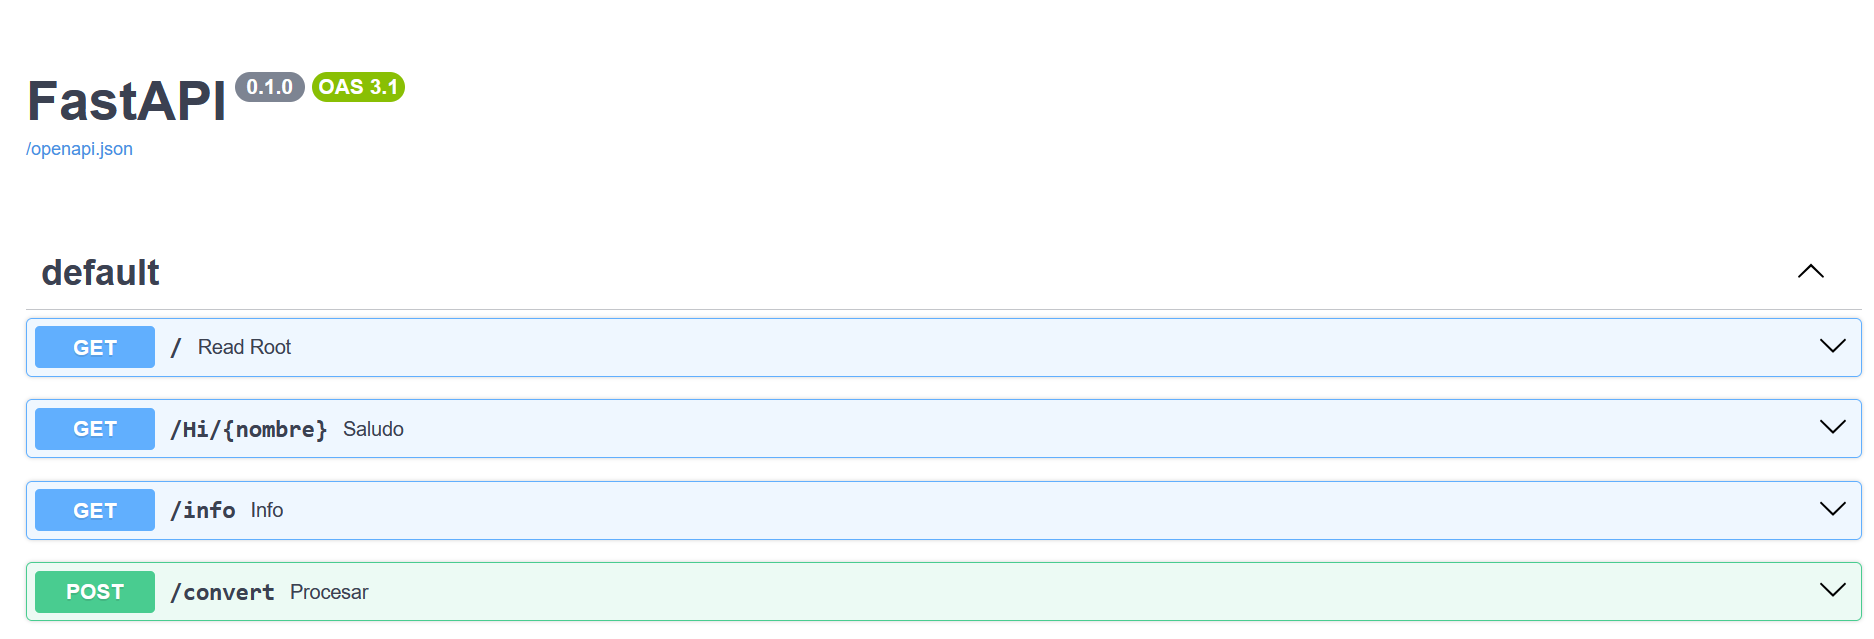 FastAPI 0.1.0 OAS 3.1
/openapi.json
default
GET / Read Root
GET /Hi/{nombre} Saludo
GET /info Info
POST /convert Procesar